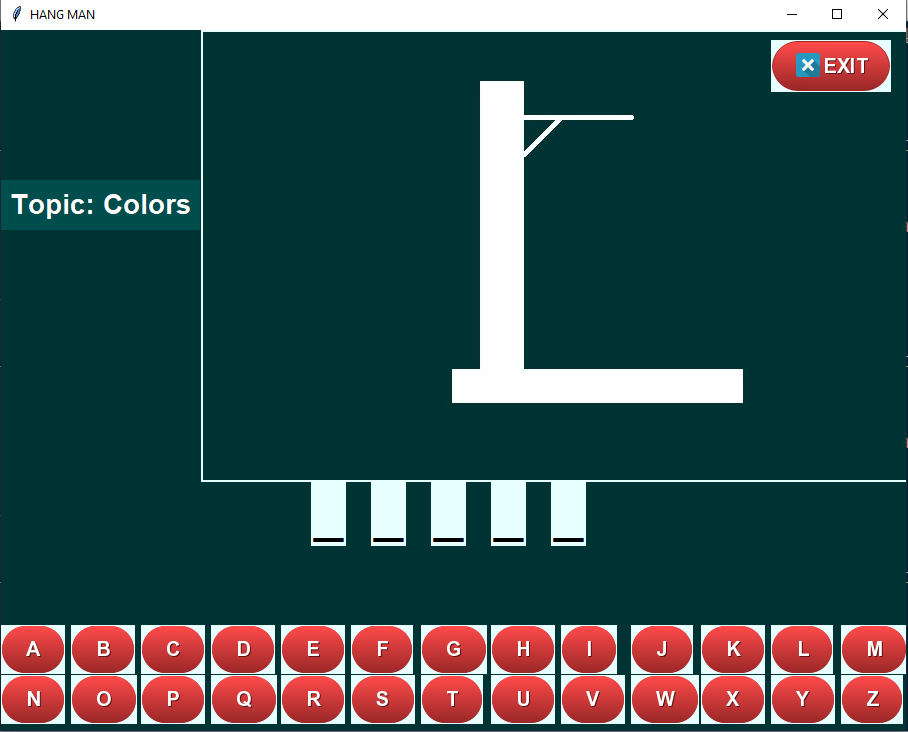 HANG MAN
EXIT
Topic: Colors
A B C D E F G H I J K L M
N O P Q R S T U V W X Y Z